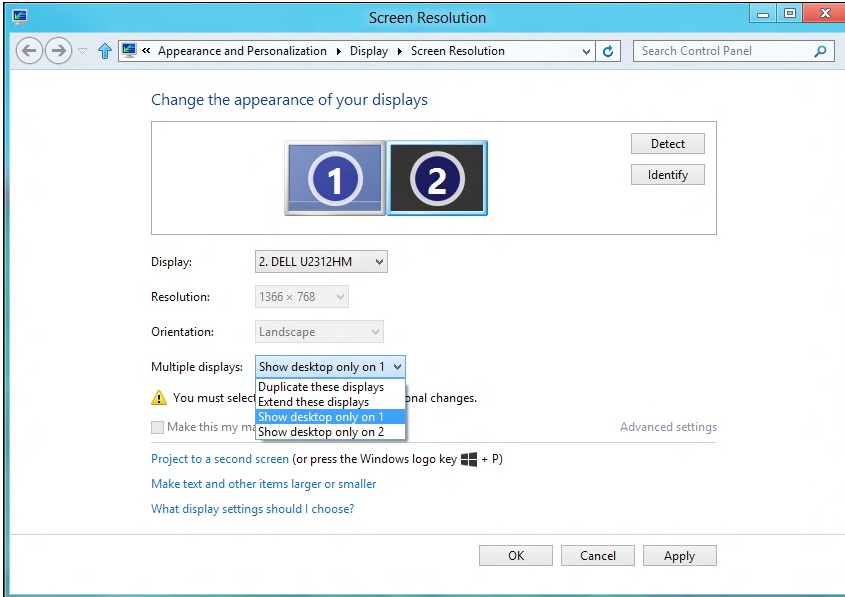 Screen Resolution
« Appearance and Personalization Display Screen Resolution Search Control Panel
Change the appearance of your displays
1 2
Detect
Identify
Display: 2. DELL U2312HM
Resolution: 1366 × 768
Orientation: Landscape
Multiple displays: Show desktop only on 1
Duplicate these displays
Extend these displays
Show desktop only on 1
Show desktop only on 2
You must select onal changes.
Make this my ma Advanced settings
Project to a second screen (or press the Windows logo key + P)
Make text and other items larger or smaller
What display settings should I choose?
OK Cancel Apply